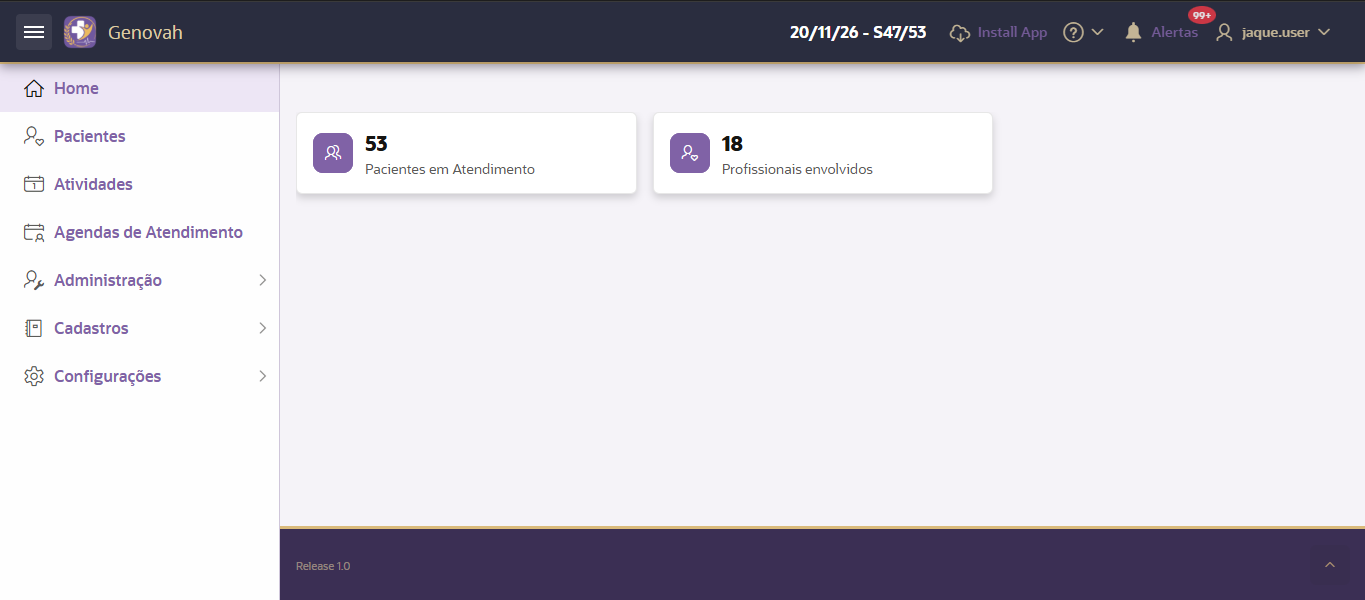 Genovah
20/11/26 - S47/53
Install App
?
Alertas
99+
jaque.user
Home
Pacientes
1
Atividades
Agendas de Atendimento
Administração
Cadastros
Configurações
53
Pacientes em Atendimento
18
Profissionais envolvidos
Release 1.0